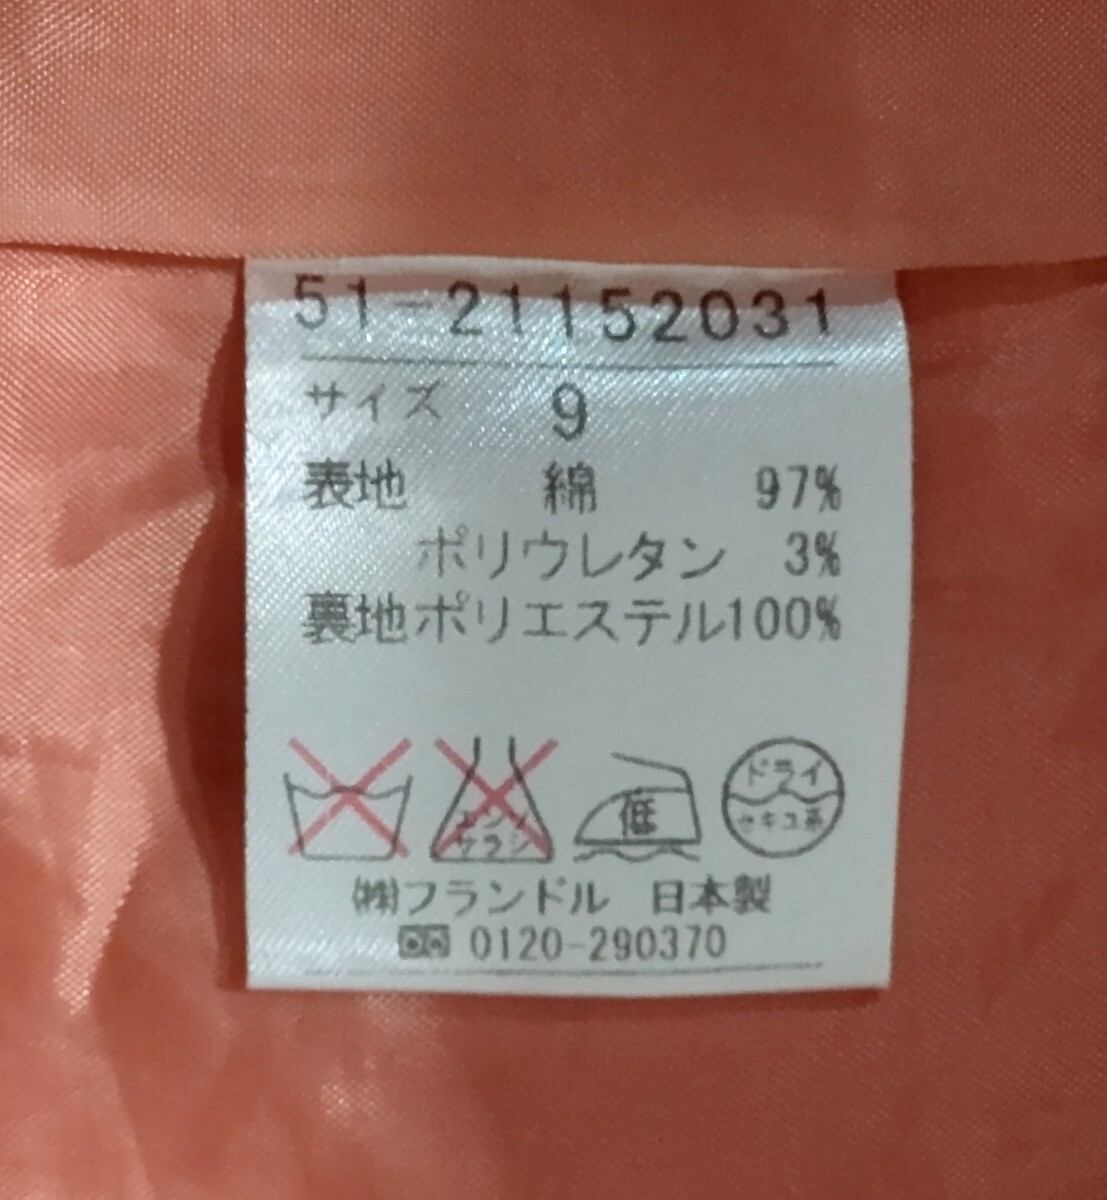 51-21152031
サイズ 9
表地 綿 97%
ポリウレタン 3%
裏地ポリエステル100%
エンソ
サラシ
低
ドライ
セキユ系
㈱フランドル 日本製
0120-290370